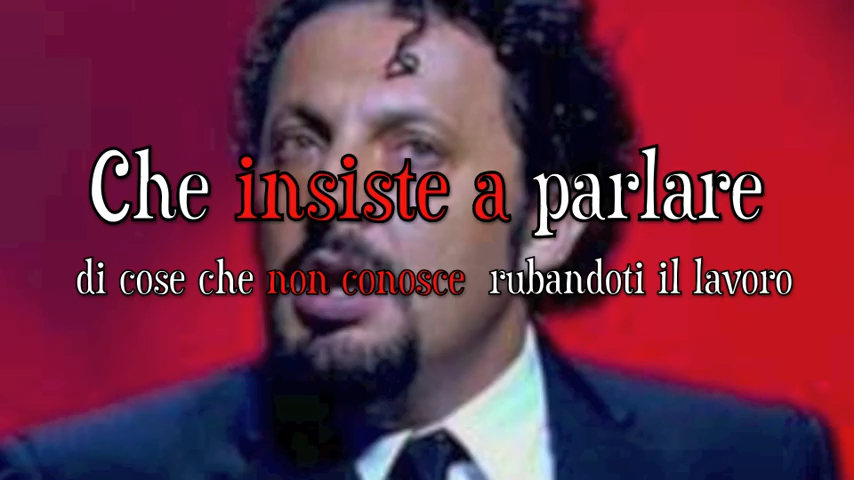 Che insiste a parlare
di cose che non conosce rubandoti il lavoro